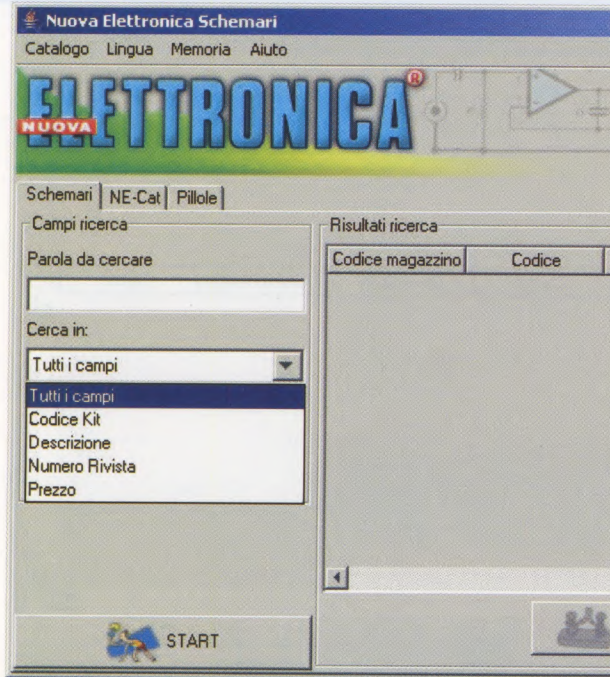 Nuova Elettronica Schemari
Catalogo Lingua Memoria Aiuto
ELETTRONICA®
NUOVA
Schemari NE-Cat Pillole
Campi ricerca
Parola da cercare
Cerca in:
Tutti i campi
Tutti i campi
Codice Kit
Descrizione
Numero Rivista
Prezzo
START
Risultati ricerca
Codice magazzino Codice